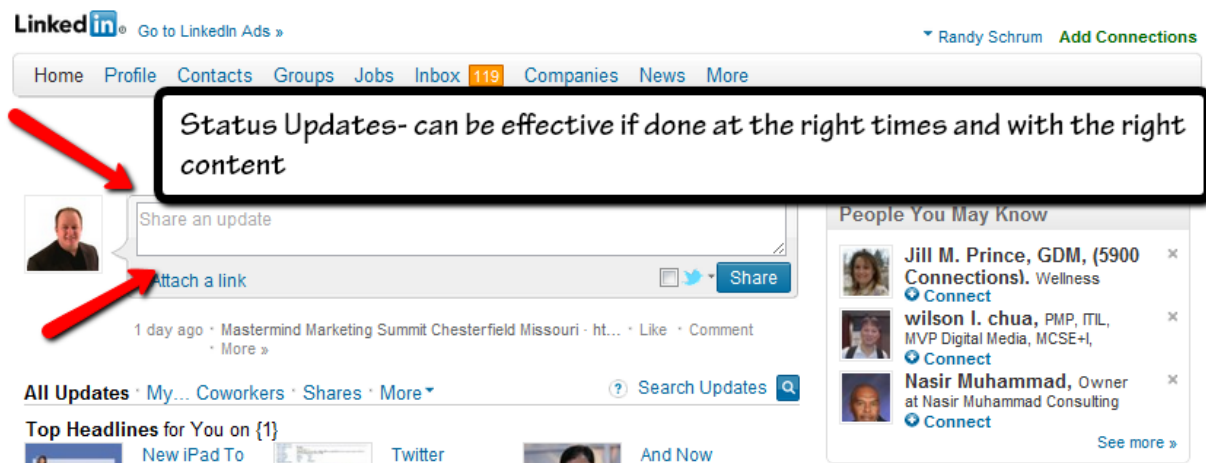 Linked in ® Go to LinkedIn Ads »
Randy Schrum Add Connections
Home Profile Contacts Groups Jobs Inbox 119 Companies News More
Status Updates- can be effective if done at the right times and with the right
content
Share an update
Attach a link
Share
1 day ago · Mastermind Marketing Summit Chesterfield Missouri - ht... · Like · Comment
· More »
All Updates · My... Coworkers · Shares · More
? Search Updates
Top Headlines for You on {1}
New iPad To
Twitter
And Now
People You May Know
Jill M. Prince, GDM, (5900
Connections). Wellness
Connect
wilson l. chua, PMP, ITIL,
MVP Digital Media, MCSE+I,
Connect
Nasir Muhammad, Owner
at Nasir Muhammad Consulting
Connect
See more »